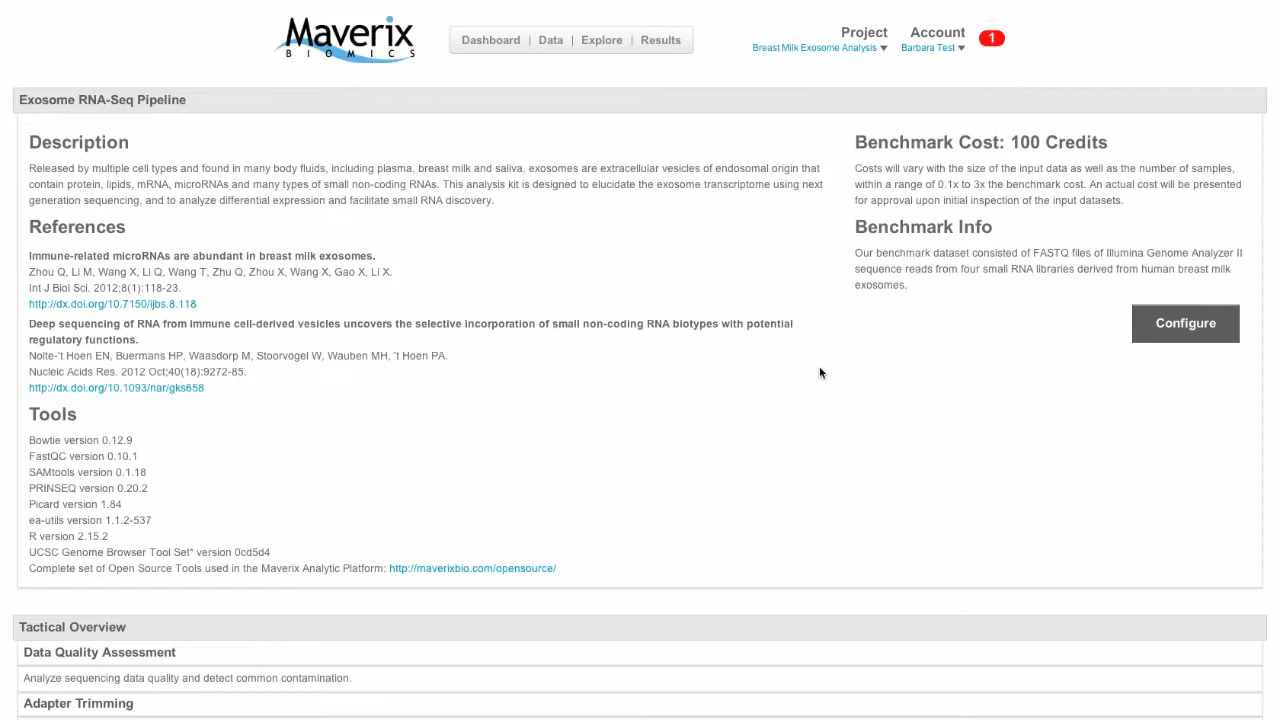 Maverix
BIOMICS
Dashboard | Data | Explore | Results
Project
Breast Milk Exosome Analysis ▼
Account
Barbara Test ▼
1
Exosome RNA-Seq Pipeline
Description
Released by multiple cell types and found in many body fluids, including plasma, breast milk and saliva, exosomes are extracellular vesicles of endosomal origin that
contain protein, lipids, mRNA, microRNAs and many types of small non-coding RNAs. This analysis kit is designed to elucidate the exosome transcriptome using next
generation sequencing, and to analyze differential expression and facilitate small RNA discovery.
References
Immune-related microRNAs are abundant in breast milk exosomes.
Zhou Q, Li M, Wang X, Li Q, Wang T, Zhu Q, Zhou X, Wang X, Gao X, Li X.
Int J Biol Sci. 2012;8(1):118-23.
http://dx.doi.org/10.7150/ijbs.8.118
Deep sequencing of RNA from immune cell-derived vesicles uncovers the selective incorporation of small non-coding RNA biotypes with potential
regulatory functions.
Nolte-'t Hoen EN, Buermans HP, Waasdorp M, Stoorvogel W, Wauben MH, 't Hoen PA.
Nucleic Acids Res. 2012 Oct;40(18):9272-85.
http://dx.doi.org/10.1093/nar/gks658
Tools
Bowtie version 0.12.9
FastQC version 0.10.1
SAMtools version 0.1.18
PRINSEQ version 0.20.2
Picard version 1.84
ea-utils version 1.1.2-537
R version 2.15.2
UCSC Genome Browser Tool Set* version 0cd5d4
Complete set of Open Source Tools used in the Maverix Analytic Platform: http://maverixbio.com/opensource/
Benchmark Cost: 100 Credits
Costs will vary with the size of the input data as well as the number of samples,
within a range of 0.1x to 3x the benchmark cost. An actual cost will be presented
for approval upon initial inspection of the input datasets.
Benchmark Info
Our benchmark dataset consisted of FASTQ files of Illumina Genome Analyzer II
sequence reads from four small RNA libraries derived from human breast milk
exosomes.
Configure
Tactical Overview
Data Quality Assessment
Analyze sequencing data quality and detect common contamination.
Adapter Trimming